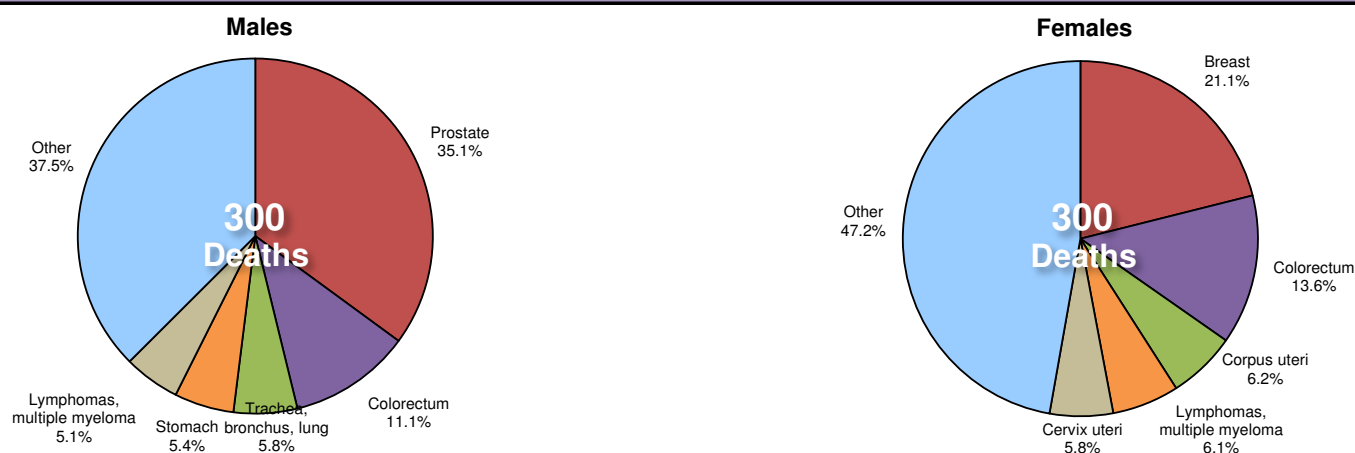 Males
Prostate
35.1%
Other
37.5%
300
Deaths
Colorectum
11.1%
Trachea,
bronchus, lung
5.8%
Stomach
5.4%
Lymphomas,
multiple myeloma
5.1%
Females
Breast
21.1%
Other
47.2%
300
Deaths
Colorectum
13.6%
Corpus uteri
6.2%
Lymphomas,
multiple myeloma
6.1%
Cervix uteri
5.8%